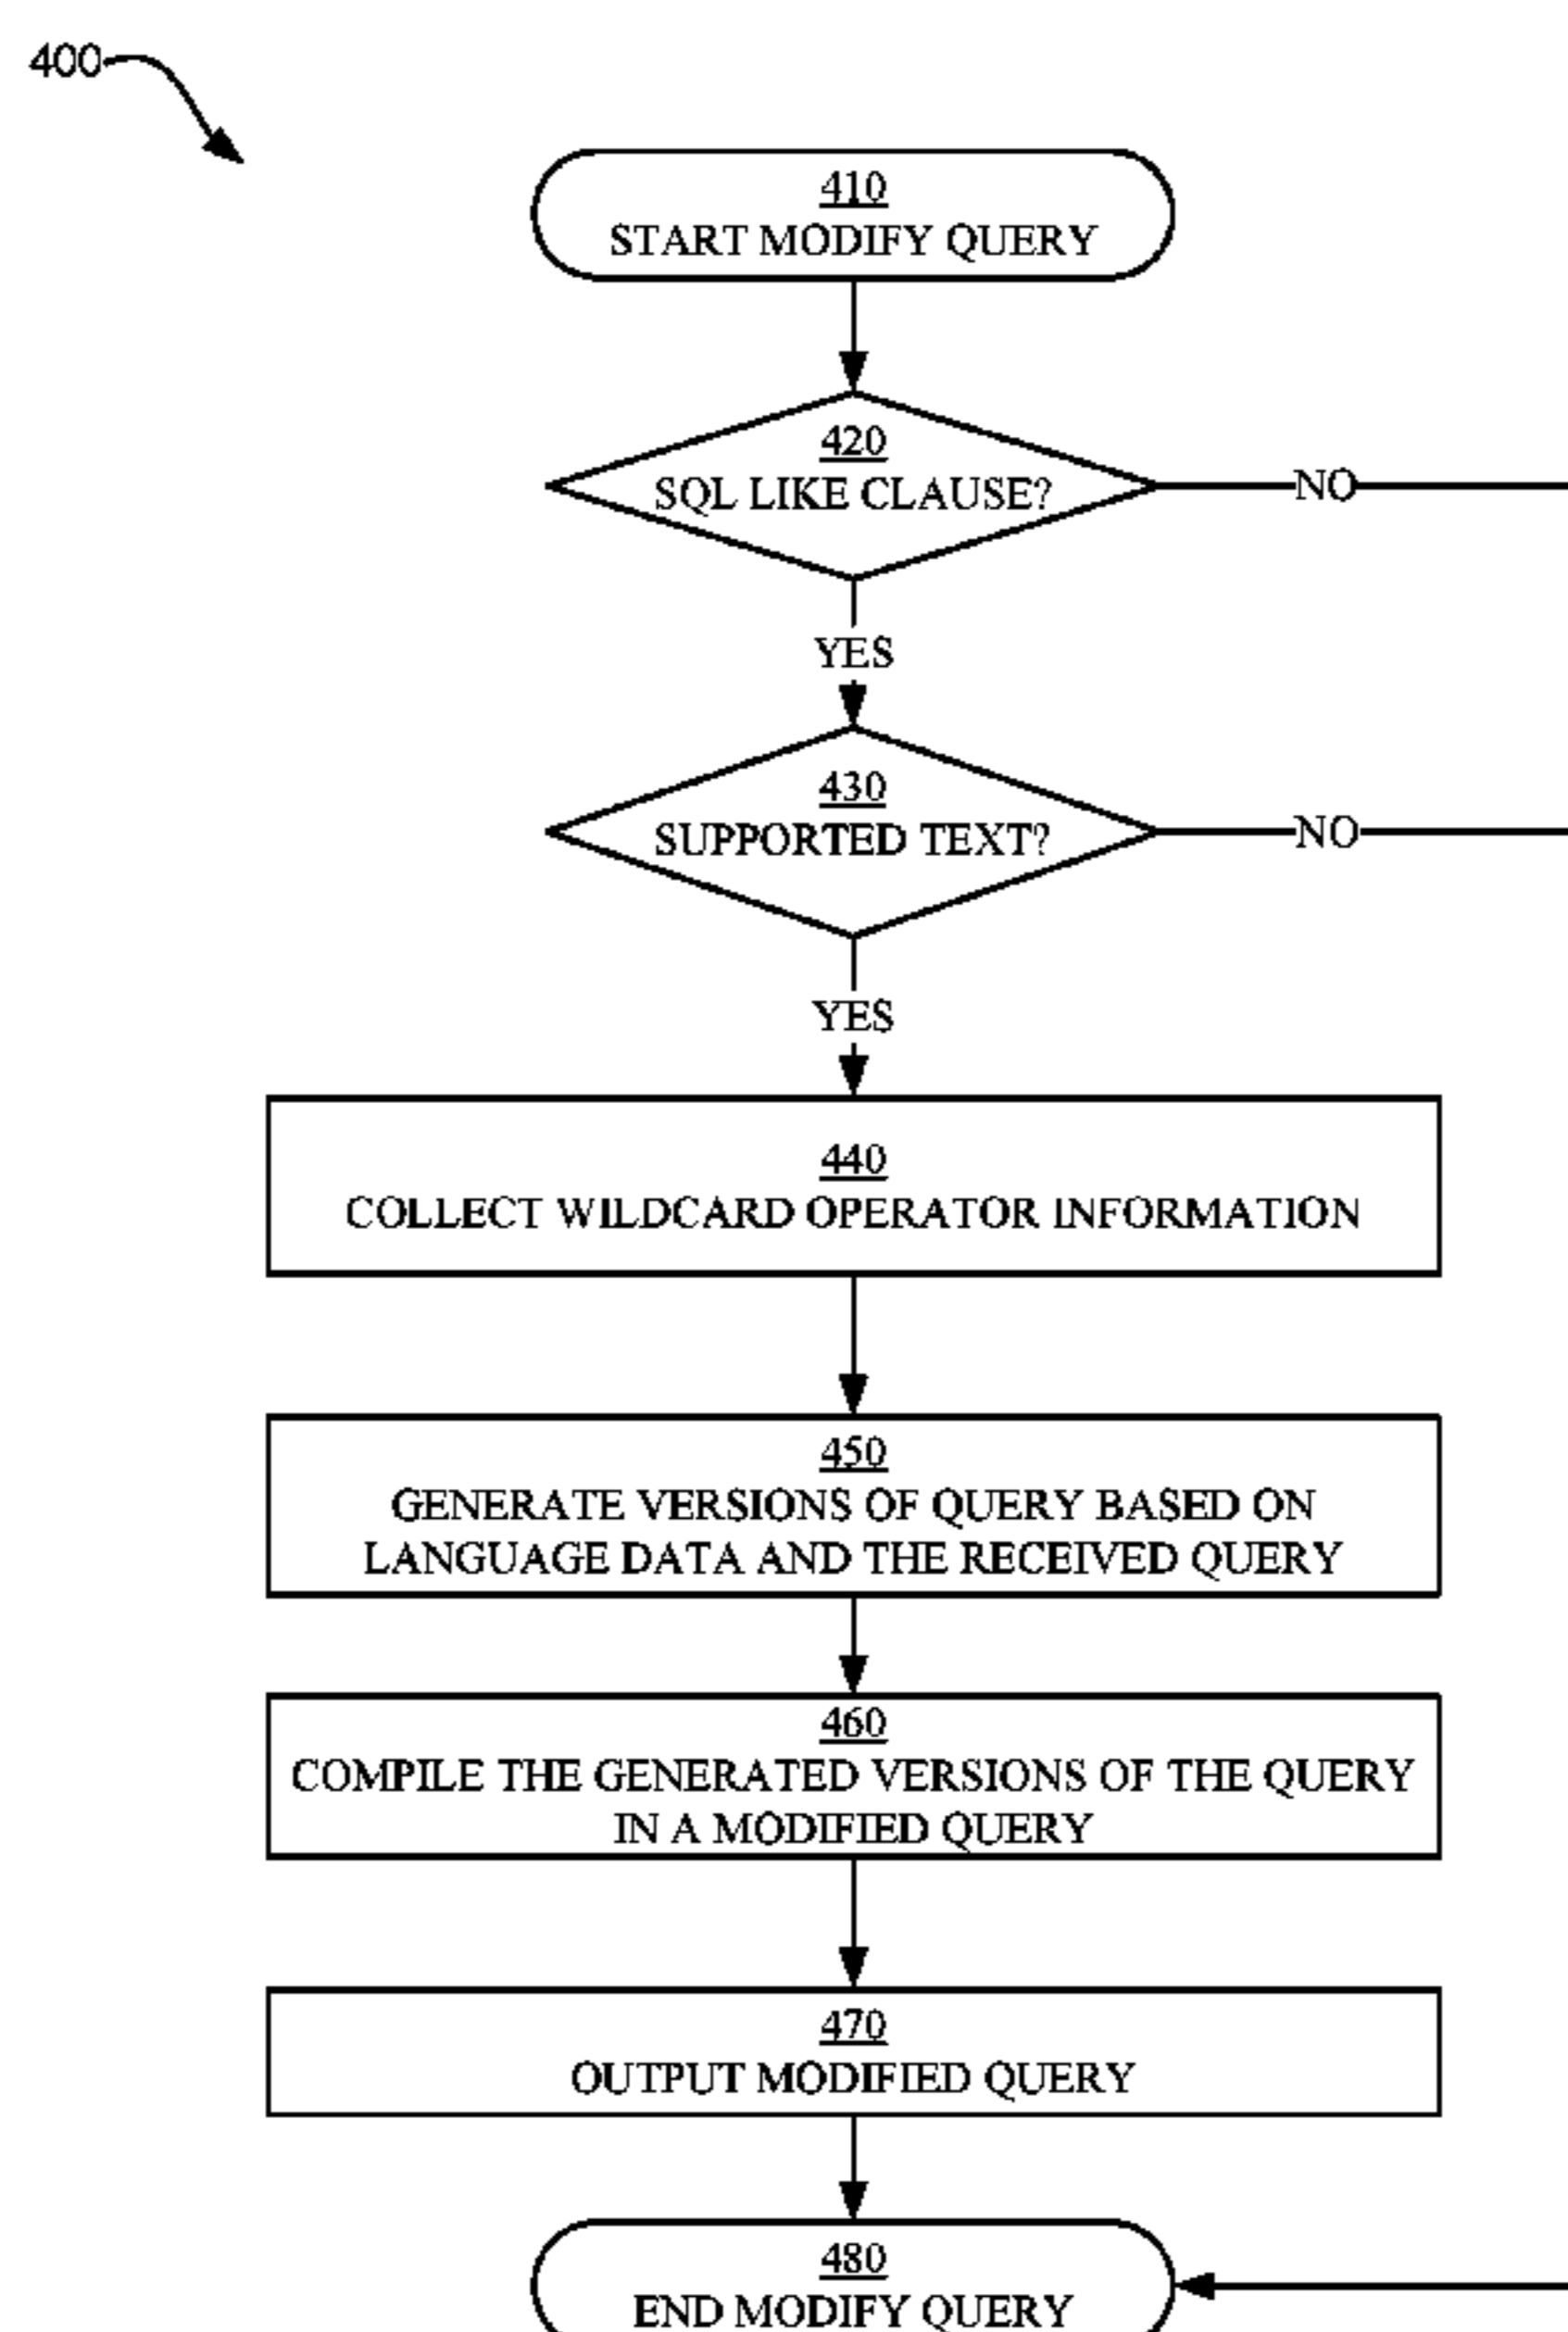 400
410
START MODIFY QUERY
420
SQL LIKE CLAUSE?
NO
YES
430
SUPPORTED TEXT?
NO
YES
440
COLLECT WILDCARD OPERATOR INFORMATION
450
GENERATE VERSIONS OF QUERY BASED ON
LANGUAGE DATA AND THE RECEIVED QUERY
460
COMPILE THE GENERATED VERSIONS OF THE QUERY
IN A MODIFIED QUERY
470
OUTPUT MODIFIED QUERY
480
END MODIFY QUERY